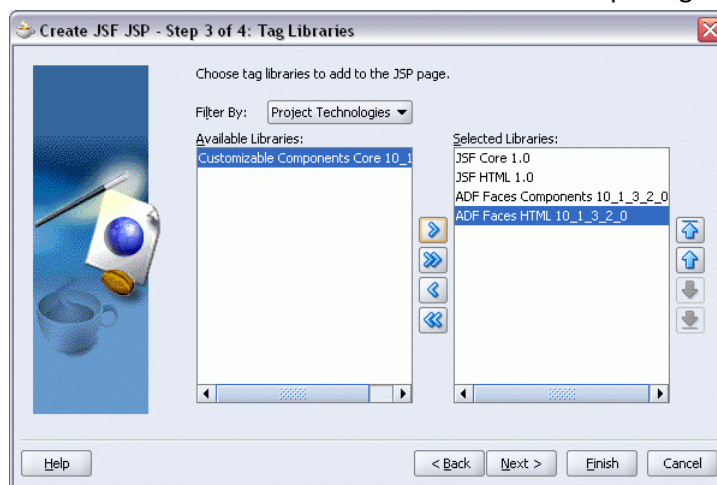 Create JSF JSP - Step 3 of 4: Tag Libraries
Choose tag libraries to add to the JSP page.
Filter By: Project Technologies
Available Libraries:
Customizable Components Core 10_1
Selected Libraries:
JSF Core 1.0
JSF HTML 1.0
ADF Faces Components 10_1_3_2_0
ADF Faces HTML 10_1_3_2_0
Help
< Back
Next >
Finish
Cancel